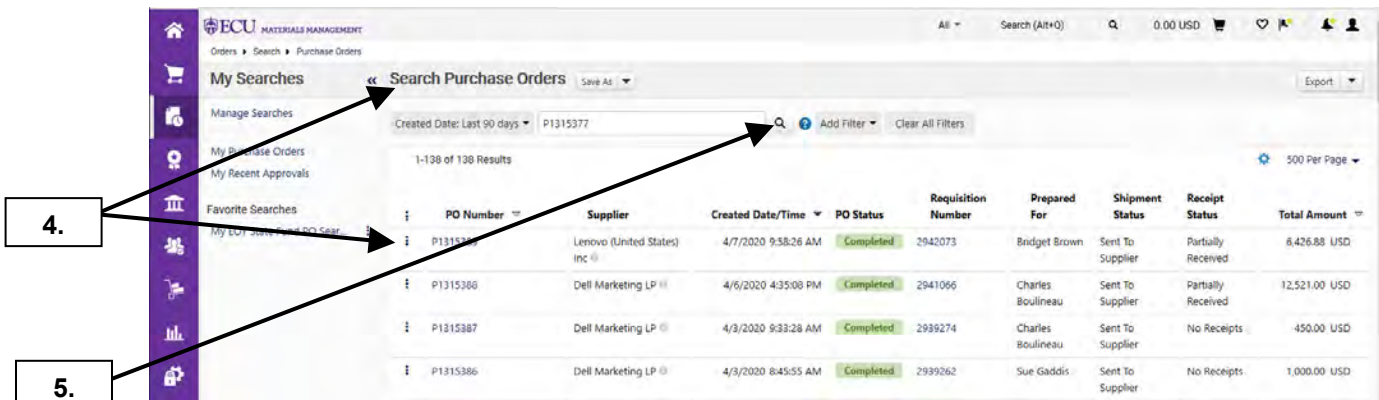 ECU MATERIALS MANAGEMENT
All Search (Alt+Q) 0.00 USD
Orders Search Purchase Orders
My Searches « Search Purchase Orders Save As Export
Manage Searches
Created Date: Last 90 days P1315377 ? Add Filter Clear All Filters
My Purchase Orders
1-138 of 138 Results 500 Per Page
My Recent Approvals
Favorite Searches
PO Number Supplier Created Date/Time PO Status Requisition Number Prepared For Shipment Status Receipt Status Total Amount
4.
My EOY State Fund PO Sear...
Lenovo (United States) Inc 4/7/2020 9:58:26 AM Completed 2942073 Bridget Brown Sent To Supplier Partially Received 6,426.88 USD
P1315388 Dell Marketing LP 4/6/2020 4:35:08 PM Completed 2941066 Charles Boulineau Sent To Supplier Partially Received 12,521.00 USD
P1315387 Dell Marketing LP 4/3/2020 9:33:28 AM Completed 2939274 Charles Boulineau Sent To Supplier No Receipts 450.00 USD
P1315386 Dell Marketing LP 4/3/2020 8:45:55 AM Completed 2939262 Sue Gaddis Sent To Supplier No Receipts 1,000.00 USD
5.